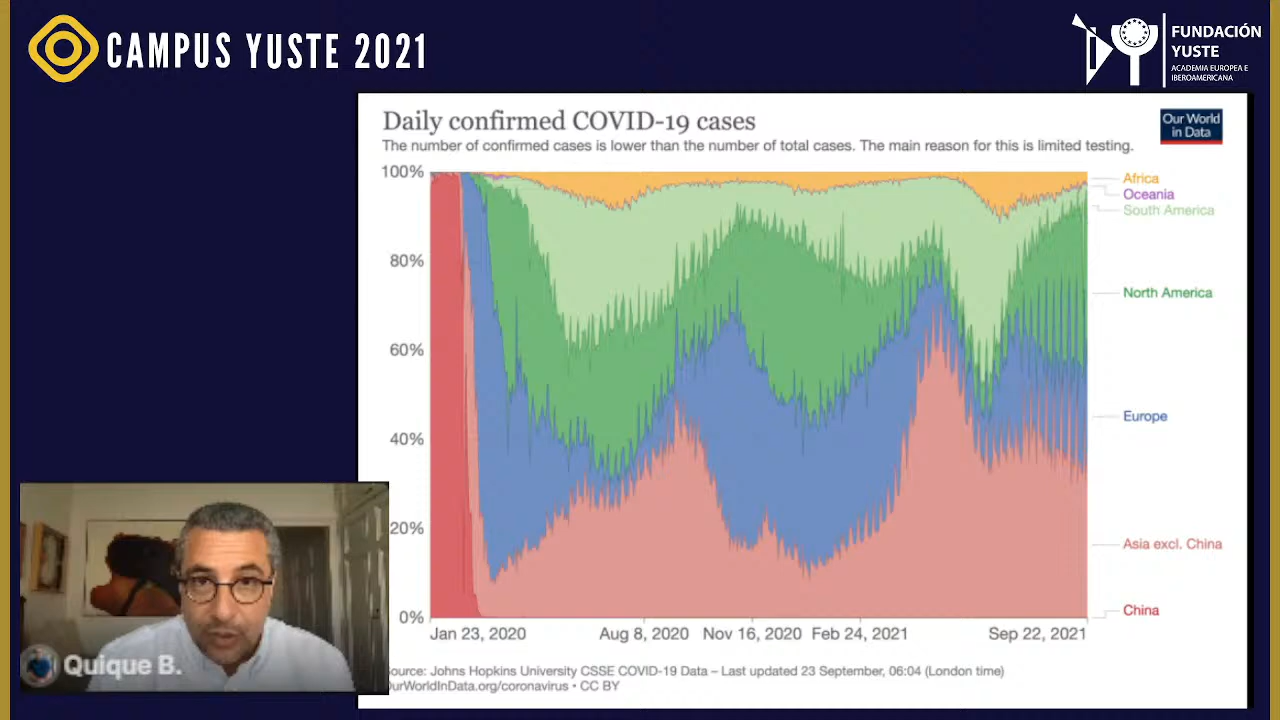 CAMPUS YUSTE 2021
FUNDACIÓN
YUSTE
ACADEMIA EUROPEA E
IBEROAMERICANA
Daily confirmed COVID-19 cases
The number of confirmed cases is lower than the number of total cases. The main reason for this is limited testing.
Our World
in Data
100%
80%
60%
40%
20%
0%
Africa
Oceania
South America
North America
Europe
Asia excl. China
China
Jan 23, 2020
Aug 8, 2020
Nov 16, 2020
Feb 24, 2021
Sep 22, 2021
ource: Johns Hopkins University CSSE COVID-19 Data – Last updated 23 September, 06:04 (London time)
urWorldInData.org/coronavirus • CC BY
Quique B.